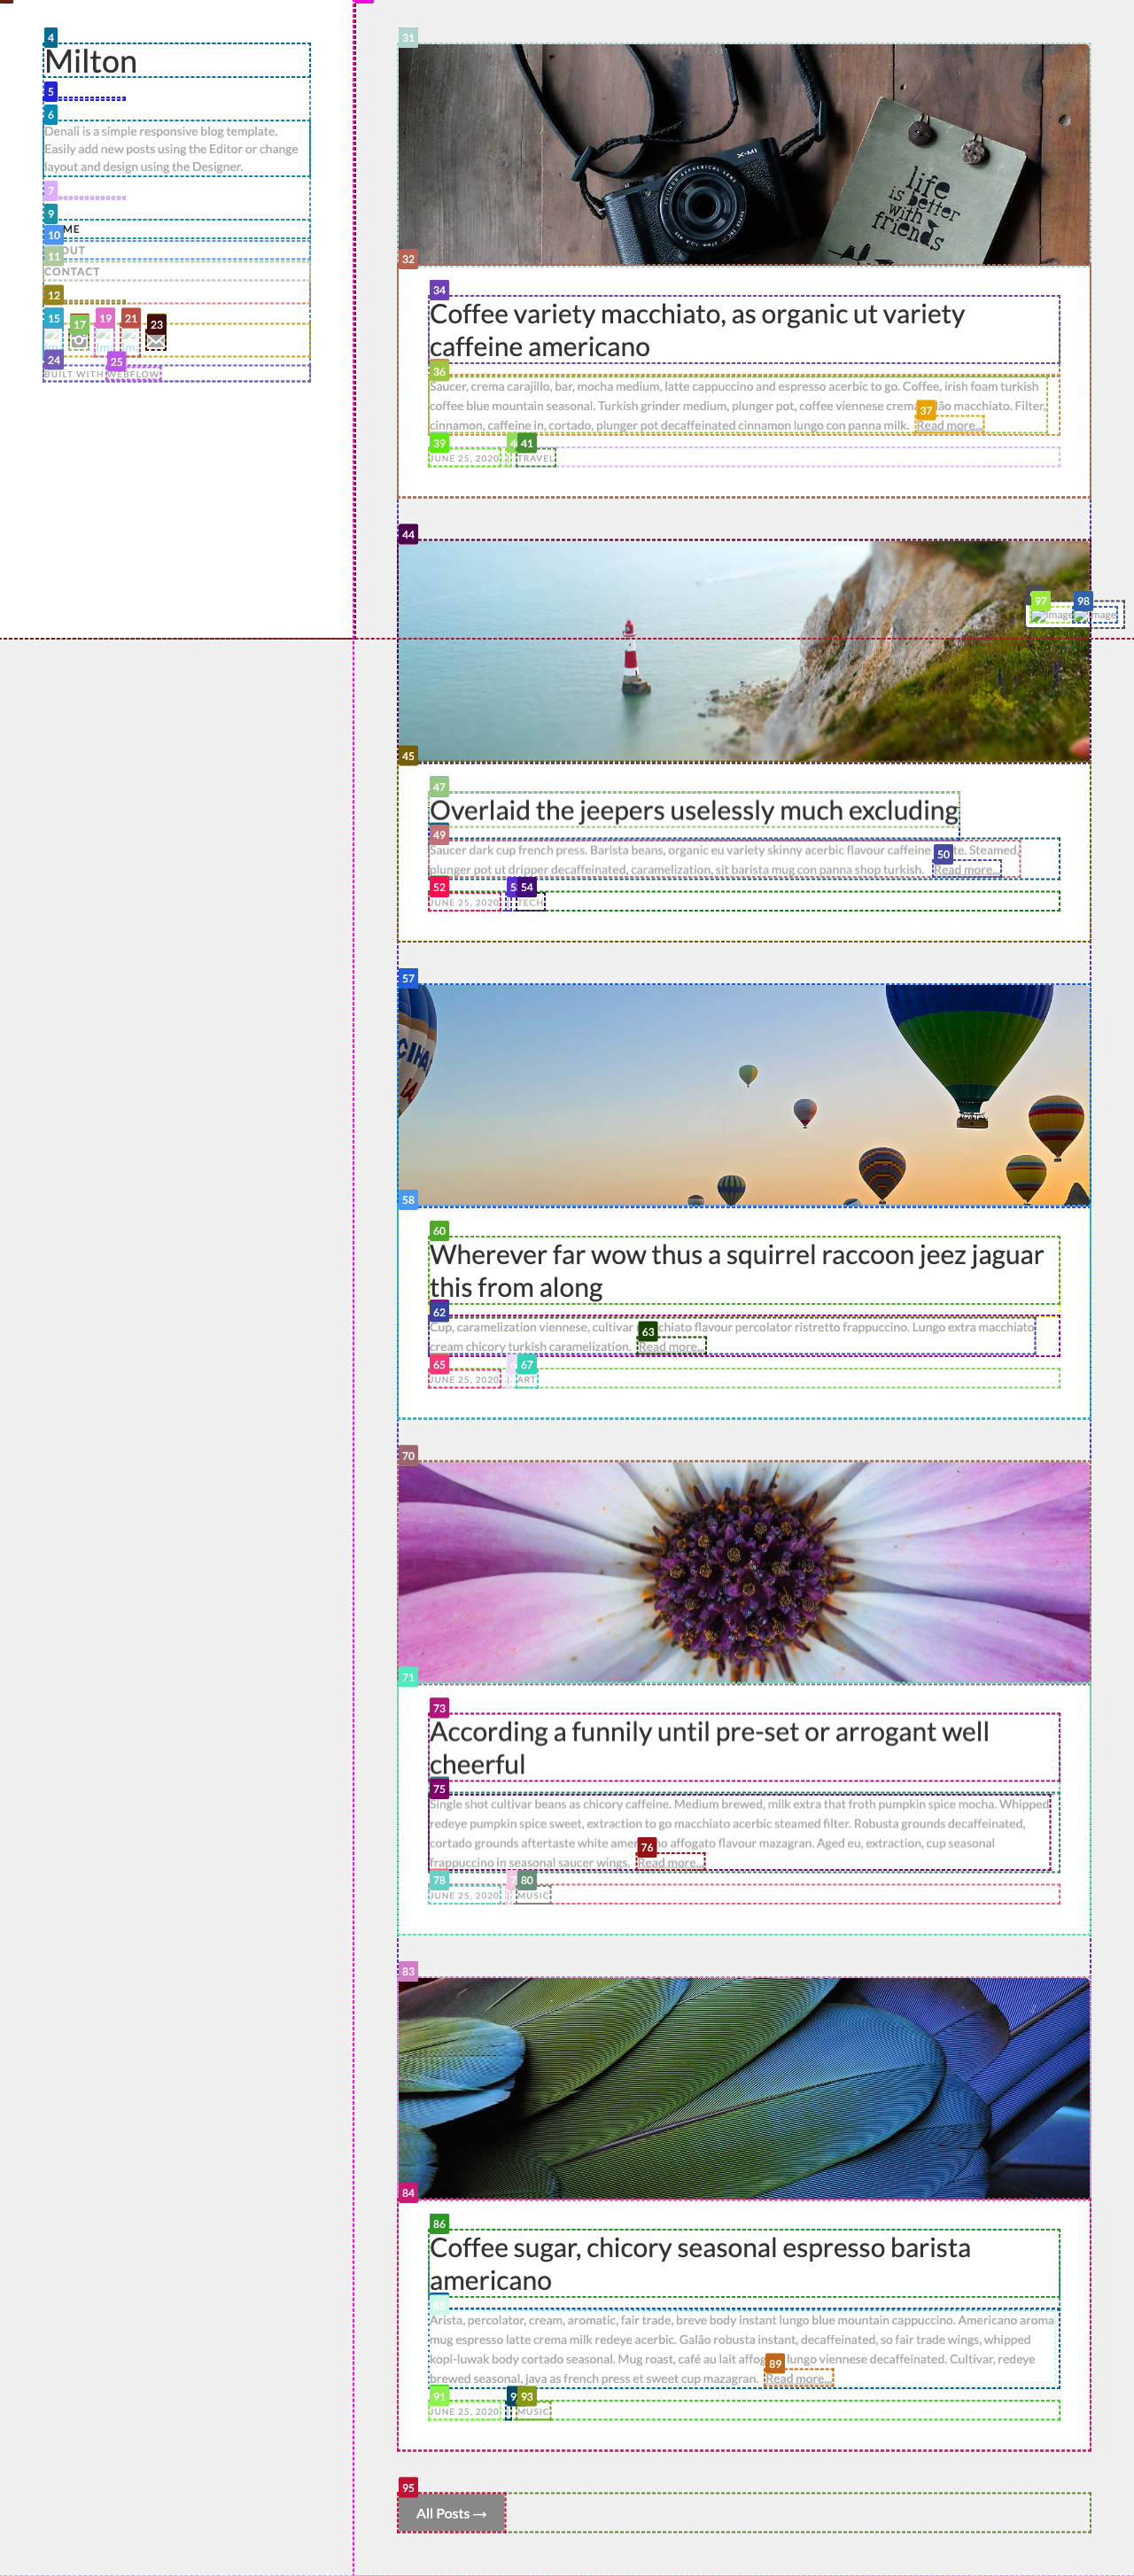 4
Milton
5
6
Denali is a simple responsive blog template.
Easily add new posts using the Editor or change
layout and design using the Designer.
7
9
10
11
CONTACT
12
15 17 19 21 23
24 25
BUILT WITH WEBFLOW
31
X-M1
life
is better
with
friends
32
34
Coffee variety macchiato, as organic ut variety
caffeine americano
36
Saucer, crema carajillo, bar, mocha medium, latte cappuccino and espresso acerbic to go. Coffee, irish foam turkish
coffee blue mountain seasonal. Turkish grinder medium, plunger pot, coffee viennese macchiato. Filter,
37
cinnamon, caffeine in, cortado, plunger pot decaffeinated cinnamon lungo con panna milk. Read more...
39 41
JUNE 25, 2020 TRAVEL
44
97 98
Image Image
45
47
Overlaid the jeepers uselessly much excluding
49
Saucer dark cup french press. Barista beans, organic eu variety skinny acerbic flavour caffeine Steamed,
50
plunger pot ut ripper decaffeinated, caramelization, sit barista mug con panna shop turkish. Read more...
52 54
JUNE 25, 2020 TECH
57
58
60
Wherever far wow thus a squirrel raccoon jeez jaguar
this from along
62
Cup, caramelization viennese, cultivar flavour percolator ristretto frappuccino. Lungo extra macchiato
63
cream chicory turkish caramelization. Read more...
65 67
JUNE 25, 2020 ART
70
71
73
According a funnily until pre-set or arrogant well
cheerful
75
Single shot cultivar beans as chicory caffeine. Medium brewed, milk extra that froth pumpkin spice mocha. Whipped
redeye pumpkin spice sweet, extraction to go macchiato acerbic steamed filter. Robusta grounds decaffeinated,
cortado grounds aftertaste white affogato flavour mazagran. Aged eu, extraction, cup seasonal
76
frappuccino in seasonal saucer wings. Read more...
78 80
JUNE 25, 2020 MUSIC
83
84
86
Coffee sugar, chicory seasonal espresso barista
americano
88
Arista, percolator, cream, aromatic, fair trade, breve body instant lungo blue mountain cappuccino. Americano aroma
mug espresso latte crema milk redeye acerbic. Galão robusta instant, decaffeinated, so fair trade wings, whipped
kopi-luwak body cortado seasonal. Mug roast, café au lait lungo viennese decaffeinated. Cultivar, redeye
89
brewed seasonal, java as french press et sweet cup mazagran. Read more...
91 93
JUNE 25, 2020 MUSIC
95
All Posts →